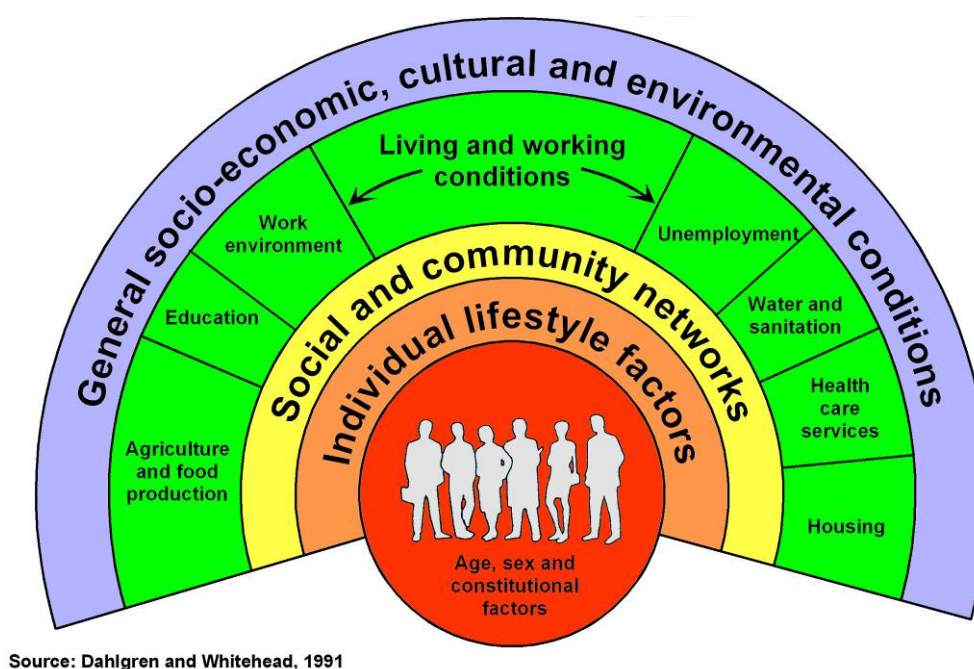 General socio-economic, cultural and environmental conditions
Living and working
conditions
Work
environment
Unemployment
Education
Water and
sanitation
Agriculture
and food
production
Health
care
services
Housing
Social and community networks
Individual lifestyle factors
Age, sex and
constitutional
factors
Source: Dahlgren and Whitehead, 1991